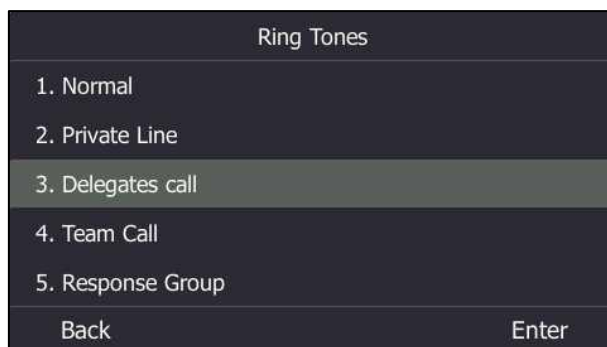 Ring Tones
1. Normal
2. Private Line
3. Delegates call
4. Team Call
5. Response Group
Back Enter